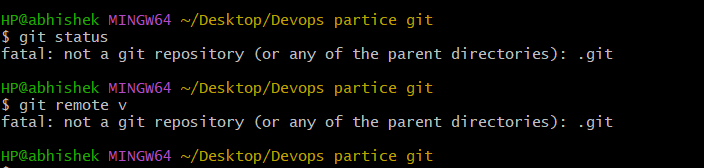 HP@abhishek MINGW64 ~/Desktop/Devops partice git
$ git status
fatal: not a git repository (or any of the parent directories): .git
HP@abhishek MINGW64 ~/Desktop/Devops partice git
$ git remote v
fatal: not a git repository (or any of the parent directories): .git
HP@abhishek MINGW64 ~/Desktop/Devops partice git
$